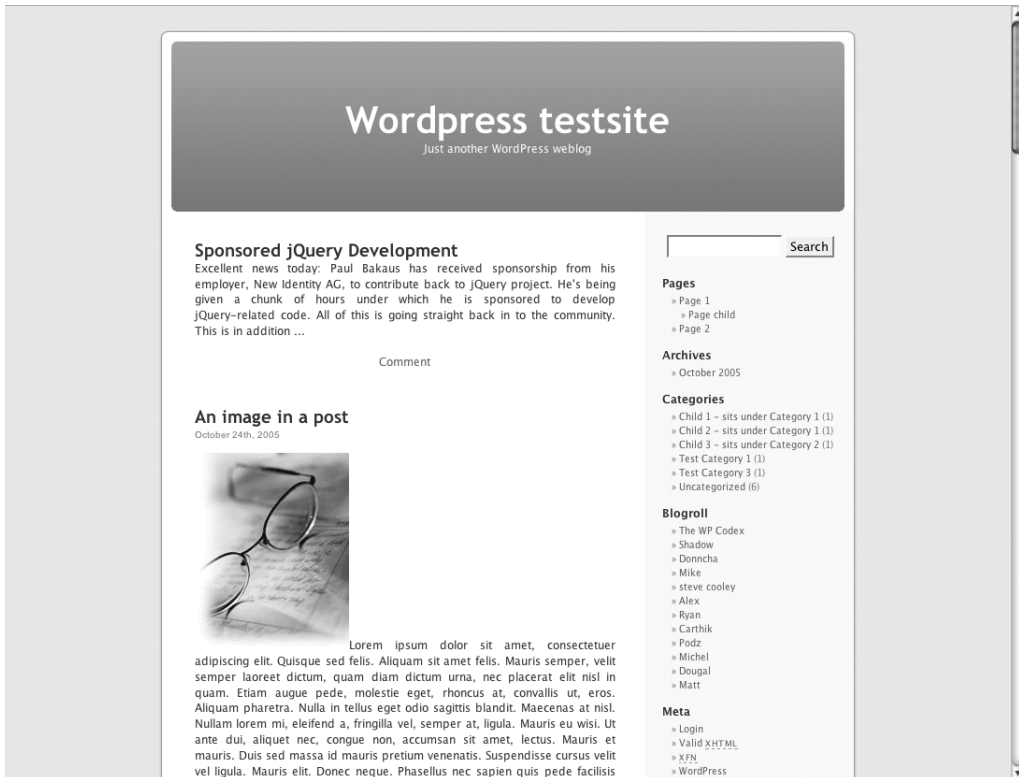 Wordpress testsite
Just another WordPress weblog
Sponsored jQuery Development
Excellent news today: Paul Bakaus has received sponsorship from his
employer, New Identity AG, to contribute back to jQuery project. He's being
given a chunk of hours under which he is sponsored to develop
jQuery-related code. All of this is going straight back in to the community.
This is in addition ...
Comment
An image in a post
October 24th, 2005
Lorem ipsum dolor sit amet, consectetuer
adipiscing elit. Quisque sed felis. Aliquam sit amet felis. Mauris semper, velit
semper laoreet dictum, quam diam dictum urna, nec placerat elit nisl in
quam. Etiam augue pede, molestie eget, rhoncus at, convallis ut, eros.
Aliquam pharetra. Nulla in tellus eget odio sagittis blandit. Maecenas at nisl.
Nullam lorem mi, eleifend a, fringilla vel, semper at, ligula. Mauris eu wisi. Ut
ante dui, aliquet nec, congue non, accumsan sit amet, lectus. Mauris et
mauris. Duis sed massa id mauris pretium venenatis. Suspendisse cursus velit
vel ligula. Mauris elit. Donec neque. Phasellus nec sapien quis pede facilisis
Search
Pages
» Page 1
» Page child
» Page 2
Archives
» October 2005
Categories
» Child 1 – sits under Category 1 (1)
» Child 2 – sits under Category 1 (1)
» Child 3 – sits under Category 2 (1)
» Test Category 1 (1)
» Test Category 3 (1)
» Uncategorized (6)
Blogroll
» The WP Codex
» Shadow
» Donncha
» Mike
» steve cooley
» Alex
» Ryan
» Carthik
» Podz
» Michel
» Dougal
» Matt
Meta
» Login
» Valid XHTML
» XFN
» WordPress